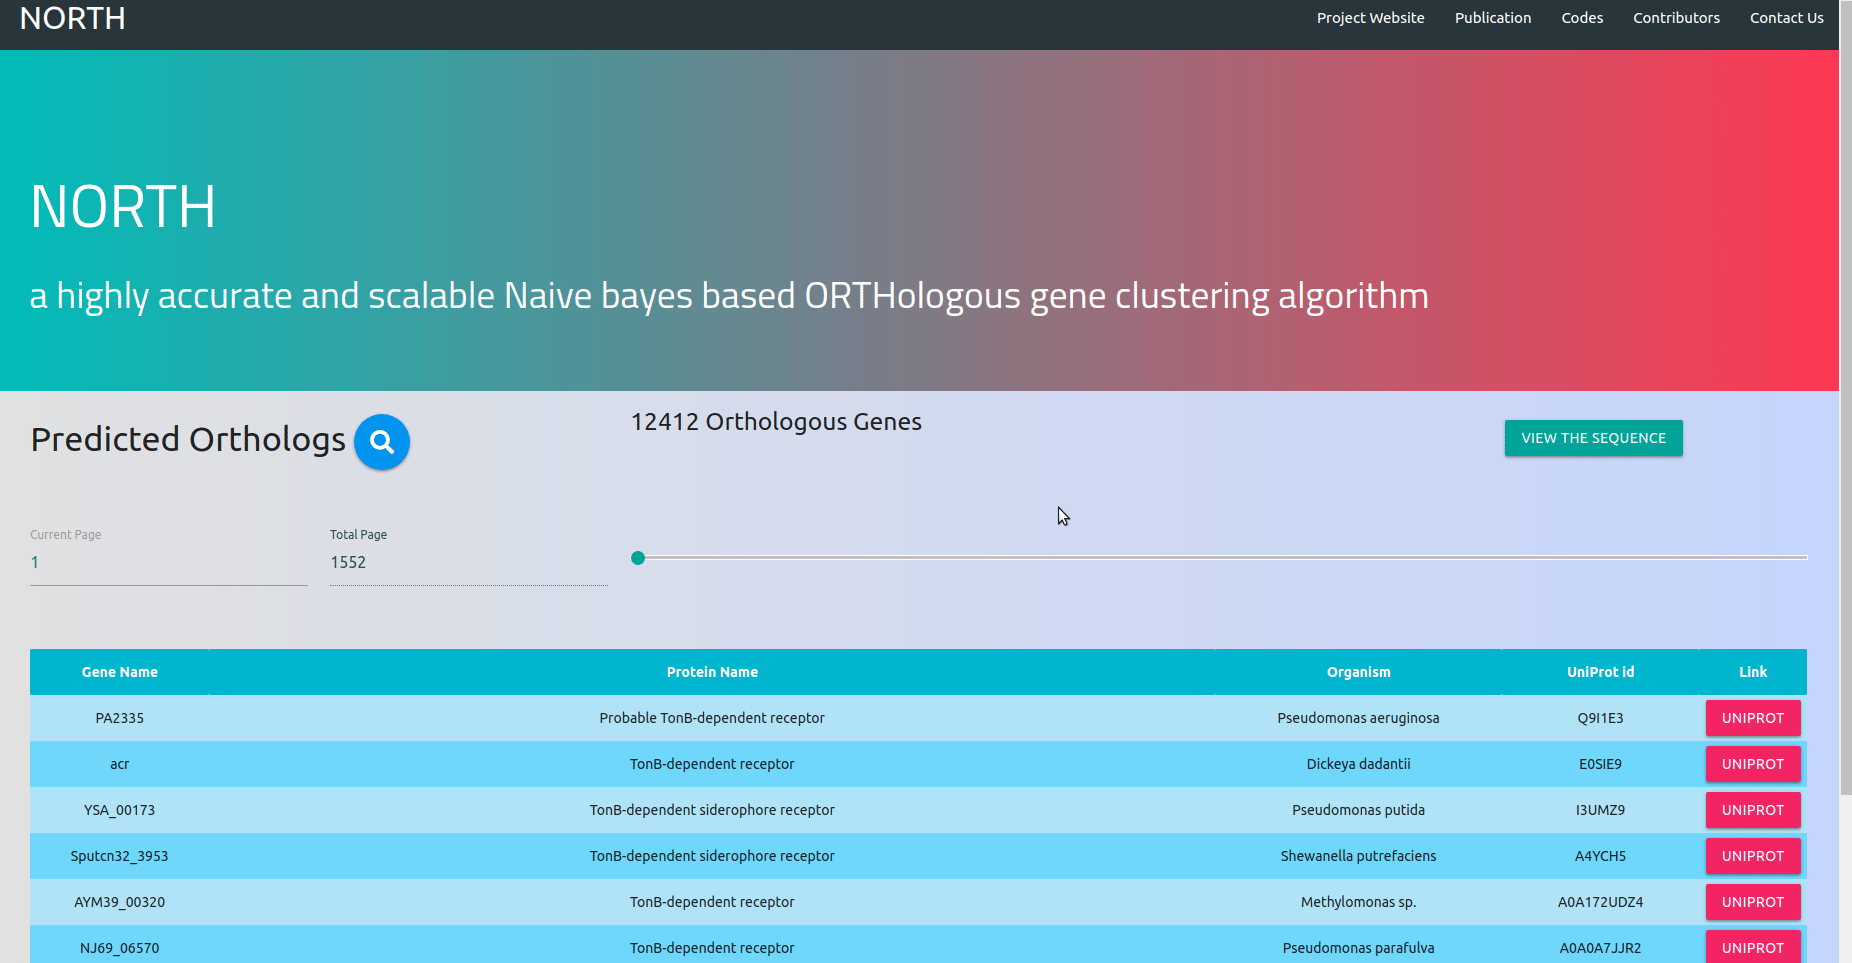 NORTH
Project Website Publication Codes Contributors Contact Us
NORTH
a highly accurate and scalable Naive bayes based ORTHologous gene clustering algorithm
Predicted Orthologs
12412 Orthologous Genes
VIEW THE SEQUENCE
Current Page Total Page
1 1552
Gene Name Protein Name Organism UniProt id Link
PA2335 Probable TonB-dependent receptor Pseudomonas aeruginosa Q9I1E3 UNIPROT
acr TonB-dependent receptor Dickeya dadantii E0SIE9 UNIPROT
YSA_00173 TonB-dependent siderophore receptor Pseudomonas putida I3UMZ9 UNIPROT
Sputcn32_3953 TonB-dependent siderophore receptor Shewanella putrefaciens A4YCH5 UNIPROT
AYM39_00320 TonB-dependent receptor Methylomonas sp. A0A172UDZ4 UNIPROT
NJ69_06570 TonB-dependent receptor Pseudomonas parafulva A0A0A7JJR2 UNIPROT